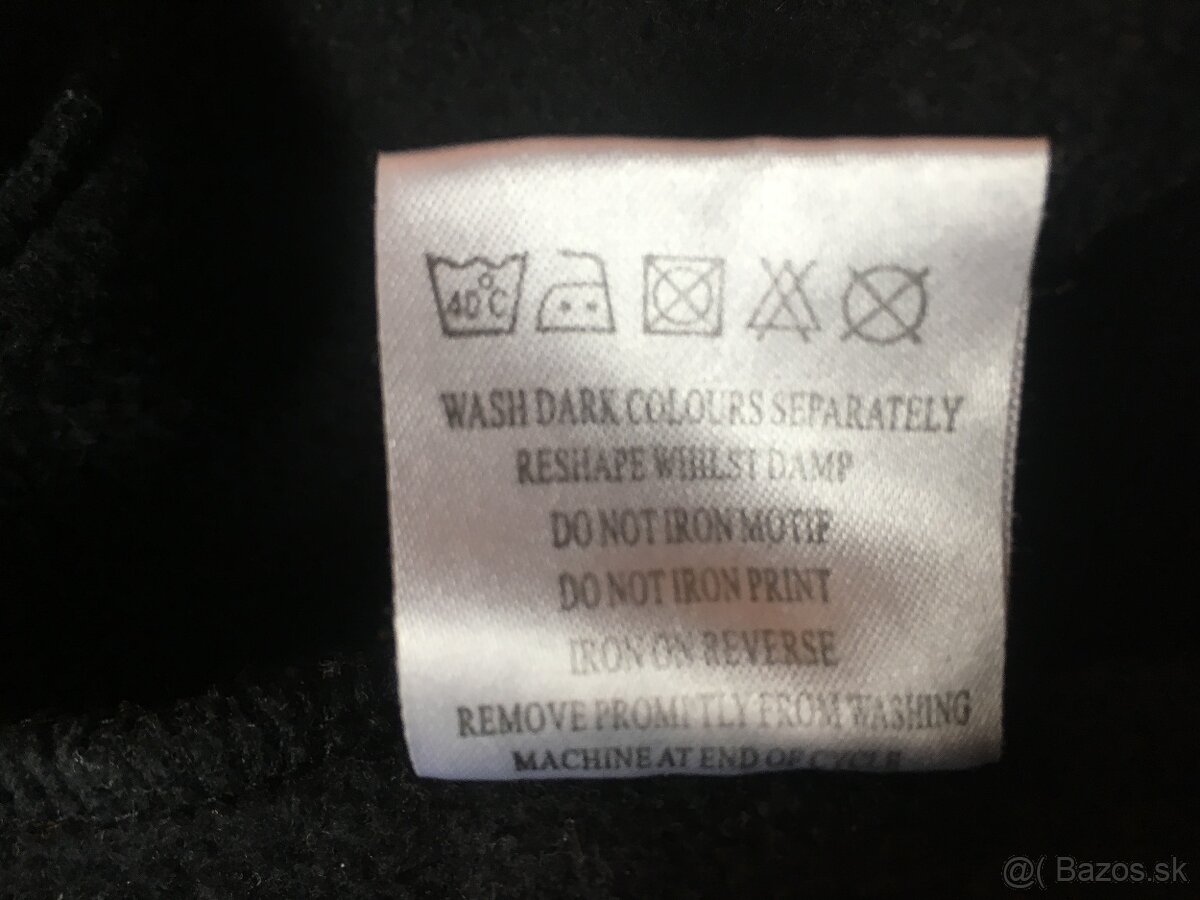 40°C
WASH DARK COLOURS SEPARATELY
RESHAPE WHILST DAMP
DO NOT IRON MOTIF
DO NOT IRON PRINT
IRON ON REVERSE
REMOVE PROMPTLY FROM WASHING
MACHINE AT END OF CYCLE
@( Bazos.sk